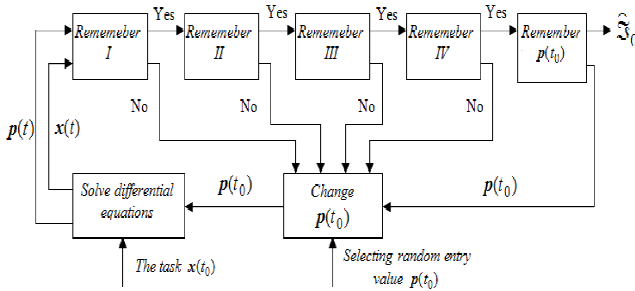 Yes Yes Yes Yes
Rememeber I
Rememeber II
Rememeber III
Rememeber IV
Remember p(t₀)
𝔍̂₀
No No No No
p(t) x(t)
Solve differential equations
p(t₀)
Change p(t₀)
p(t₀)
The task x(t₀)
Selecting random entry
value p(t₀)